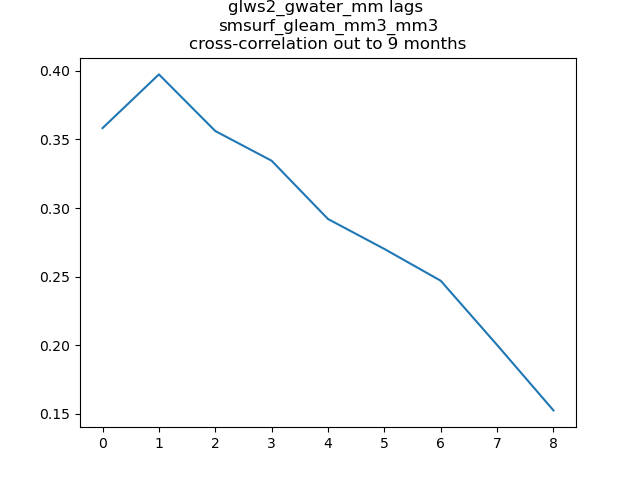 glws2_gwater_mm lags
smsurf_gleam_mm3_mm3
cross-correlation out to 9 months
0.40
0.35
0.30
0.25
0.20
0.15
0 1 2 3 4 5 6 7 8